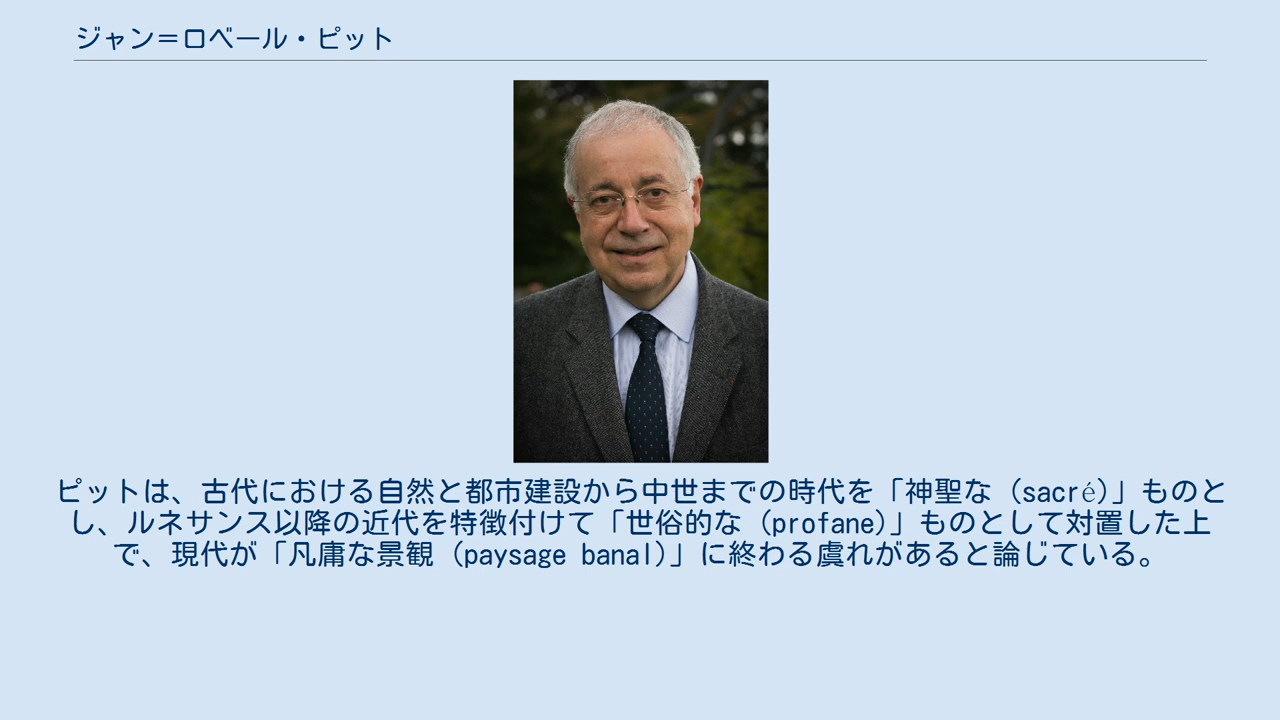 ジャン＝ロベール・ピット
ピットは、古代における自然と都市建設から中世までの時代を「神聖な (sacré)」ものと
し、ルネサンス以降の近代を特徴付けて「世俗的な (profane)」ものとして対置した上
で、現代が「凡庸な景観 (paysage banal)」に終わる虞れがあると論じている。